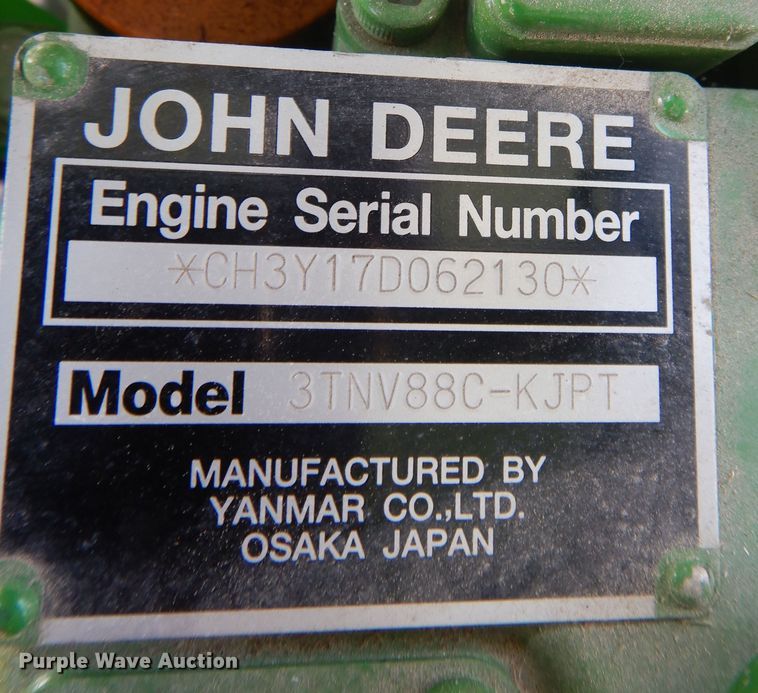 JOHN DEERE
Engine Serial Number
*CH3Y17D062130*
Model 3TNV88C-KJPT
MANUFACTURED BY
YANMAR CO.,LTD.
OSAKA JAPAN
Purple Wave Auction